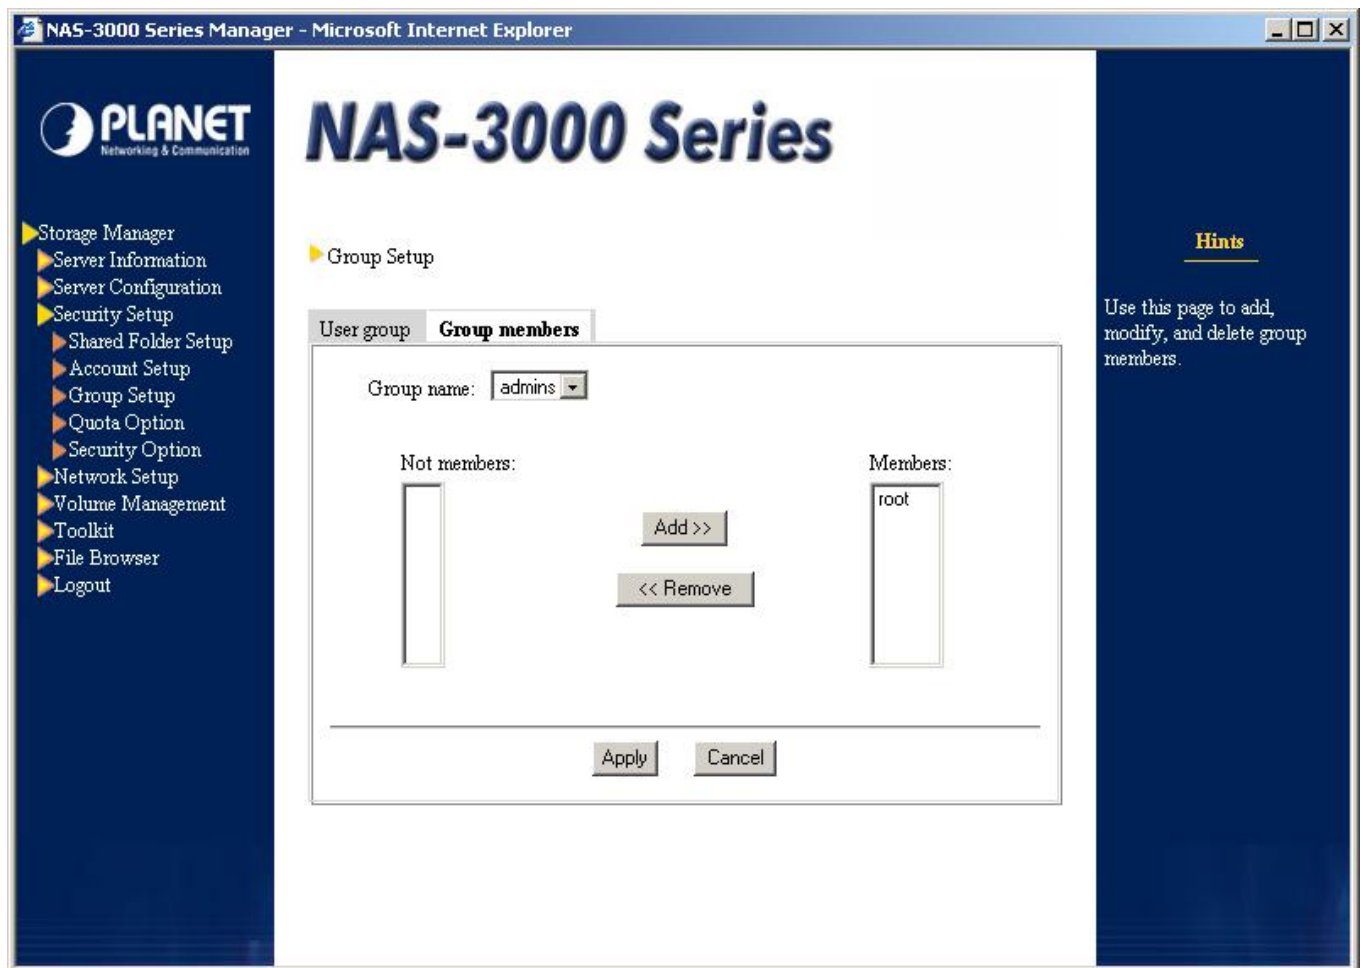 NAS-3000 Series Manager - Microsoft Internet Explorer
PLANET
Networking & Communication
NAS-3000 Series
Storage Manager
Server Information
Server Configuration
Security Setup
Shared Folder Setup
Account Setup
Group Setup
Quota Option
Security Option
Network Setup
Volume Management
Toolkit
File Browser
Logout
Group Setup
User group
Group members
Group name: admins
Not members:
Members:
root
Add >>
<< Remove
Apply
Cancel
Hints
Use this page to add,
modify, and delete group
members.